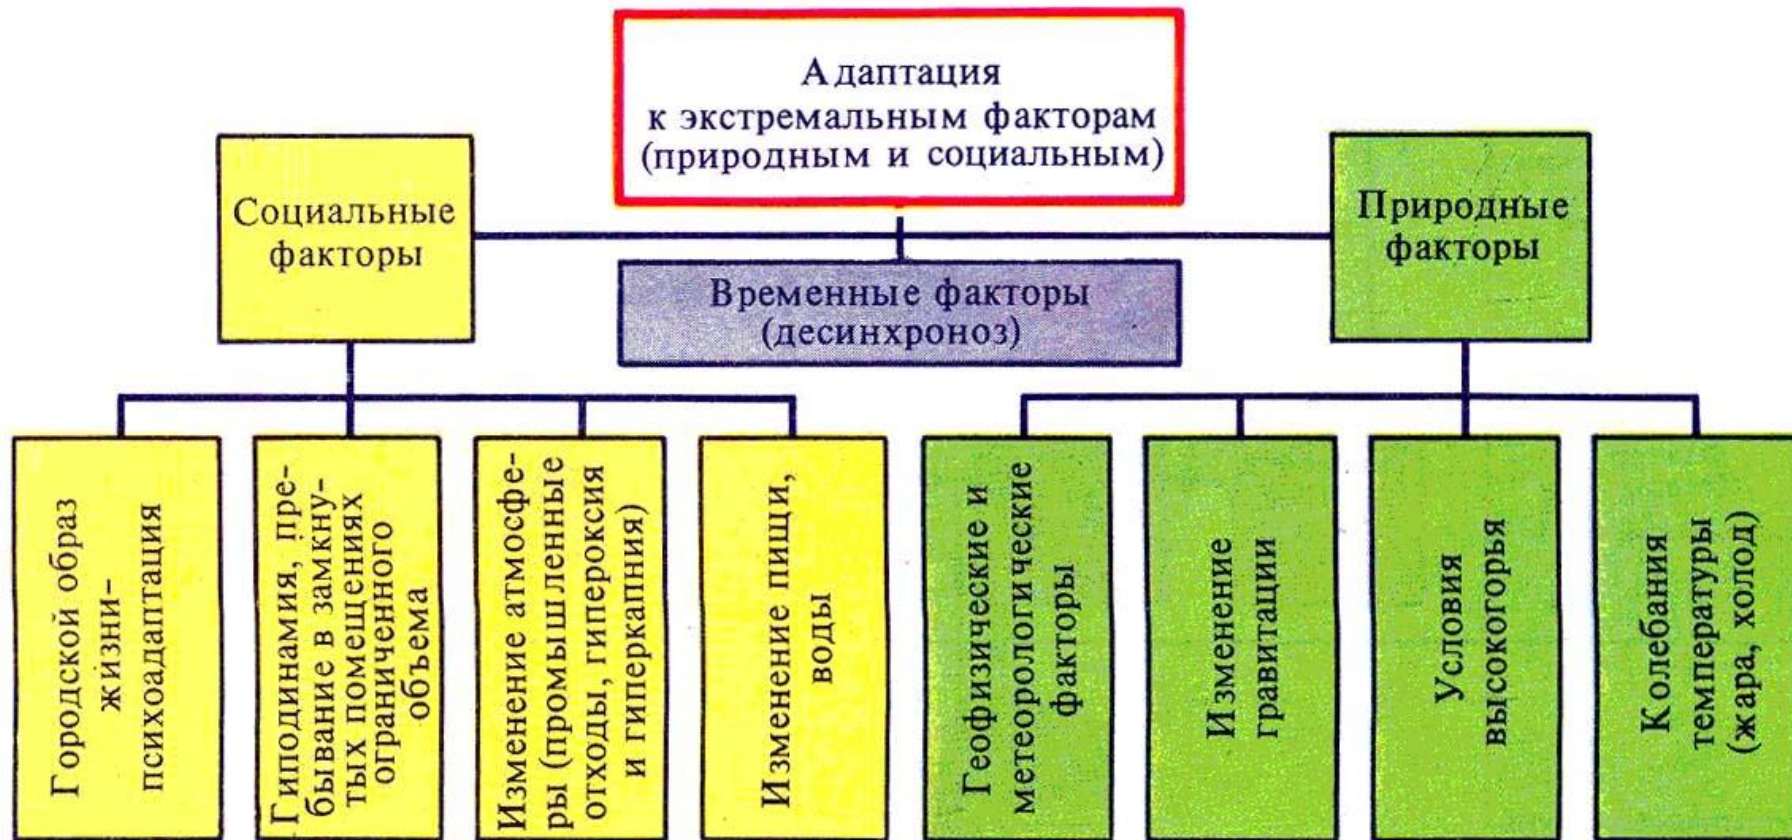 Адаптация
к экстремальным факторам
(природным и социальным)
Социальные
факторы
Природные
факторы
Временные факторы
(десинхроноз)
Городской образ
жизни–
психоадаптация
Гиподинамия, пре-
бывание в замкну-
тых помещениях
ограниченного
объема
Изменение атмосфе-
ры (промышленные
отходы, гипероксия
и гиперкапния)
Изменение пищи,
воды
Геофизические и
метеорологические
факторы
Изменение
гравитации
Условия
высокогорья
Колебания
температуры
(жара, холод)